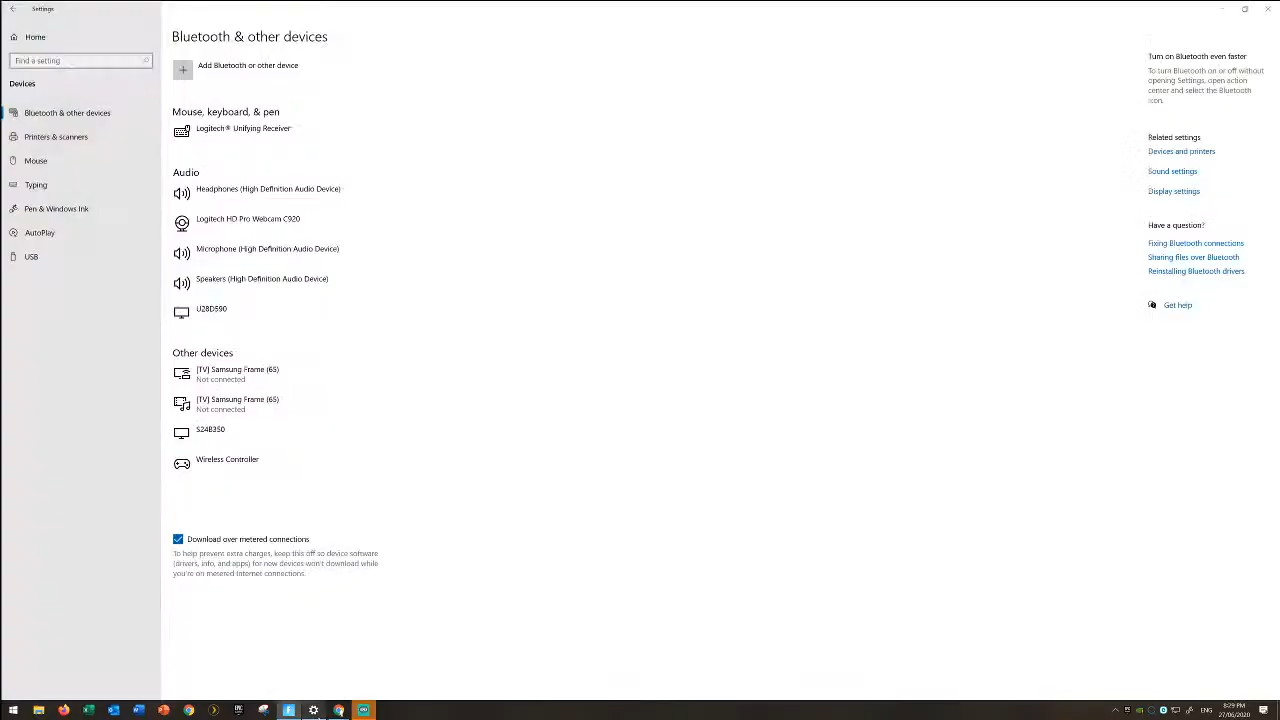 Settings
Home
Find a setting
Devices
Bluetooth & other devices
Printers & scanners
Mouse
Typing
Pen & Windows Ink
AutoPlay
USB
Bluetooth & other devices
Add Bluetooth or other device
Mouse, keyboard, & pen
Logitech® Unifying Receiver
Audio
Headphones (High Definition Audio Device)
Logitech HD Pro Webcam C920
Microphone (High Definition Audio Device)
Speakers (High Definition Audio Device)
U28D590
Other devices
[TV] Samsung Frame (65)
Not connected
[TV] Samsung Frame (65)
Not connected
S24B350
Wireless Controller
Download over metered connections
To help prevent extra charges, keep this off so device software
(drivers, info, and apps) for new devices won't download while
you're on metered Internet connections.
Turn on Bluetooth even faster
To turn Bluetooth on or off without
opening Settings, open action
center and select the Bluetooth
icon.
Related settings
Devices and printers
Sound settings
Display settings
Have a question?
Fixing Bluetooth connections
Sharing files over Bluetooth
Reinstalling Bluetooth drivers
Get help
ENG
8:29 PM
27/06/2020